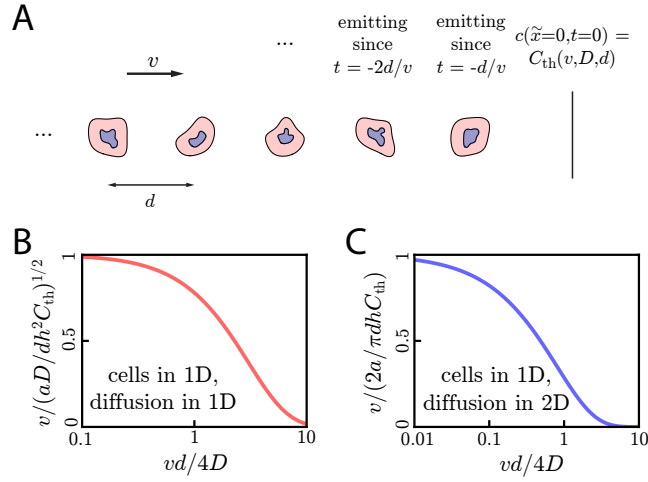 A
...
emitting
since
t = -2d/v
emitting
since
t = -d/v
c(x̃=0,t=0) =
C_th(v,D,d)
v
...
d
B
v/(aD/dh²C_th)^{1/2}
1
0.5
0
cells in 1D,
diffusion in 1D
0.1
1
10
vd/4D
C
v/(2a/πdhC_th)
1
0.5
0
cells in 1D,
diffusion in 2D
0.01
0.1
1
10
vd/4D